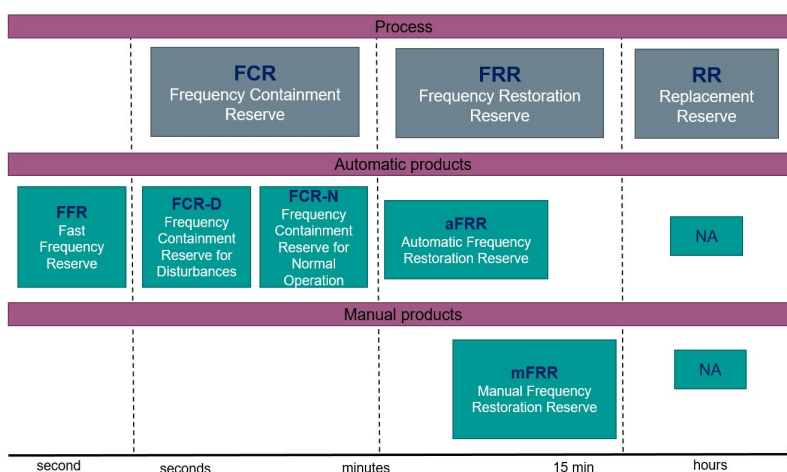 Process
FCR
Frequency Containment
Reserve
FRR
Frequency Restoration
Reserve
RR
Replacement
Reserve
Automatic products
FFR
Fast
Frequency
Reserve
FCR-D
Frequency
Containment
Reserve for
Disturbances
FCR-N
Frequency
Containment
Reserve for
Normal
Operation
aFRR
Automatic Frequency
Restoration Reserve
NA
Manual products
mFRR
Manual Frequency
Restoration Reserve
NA
second
seconds
minutes
15 min
hours